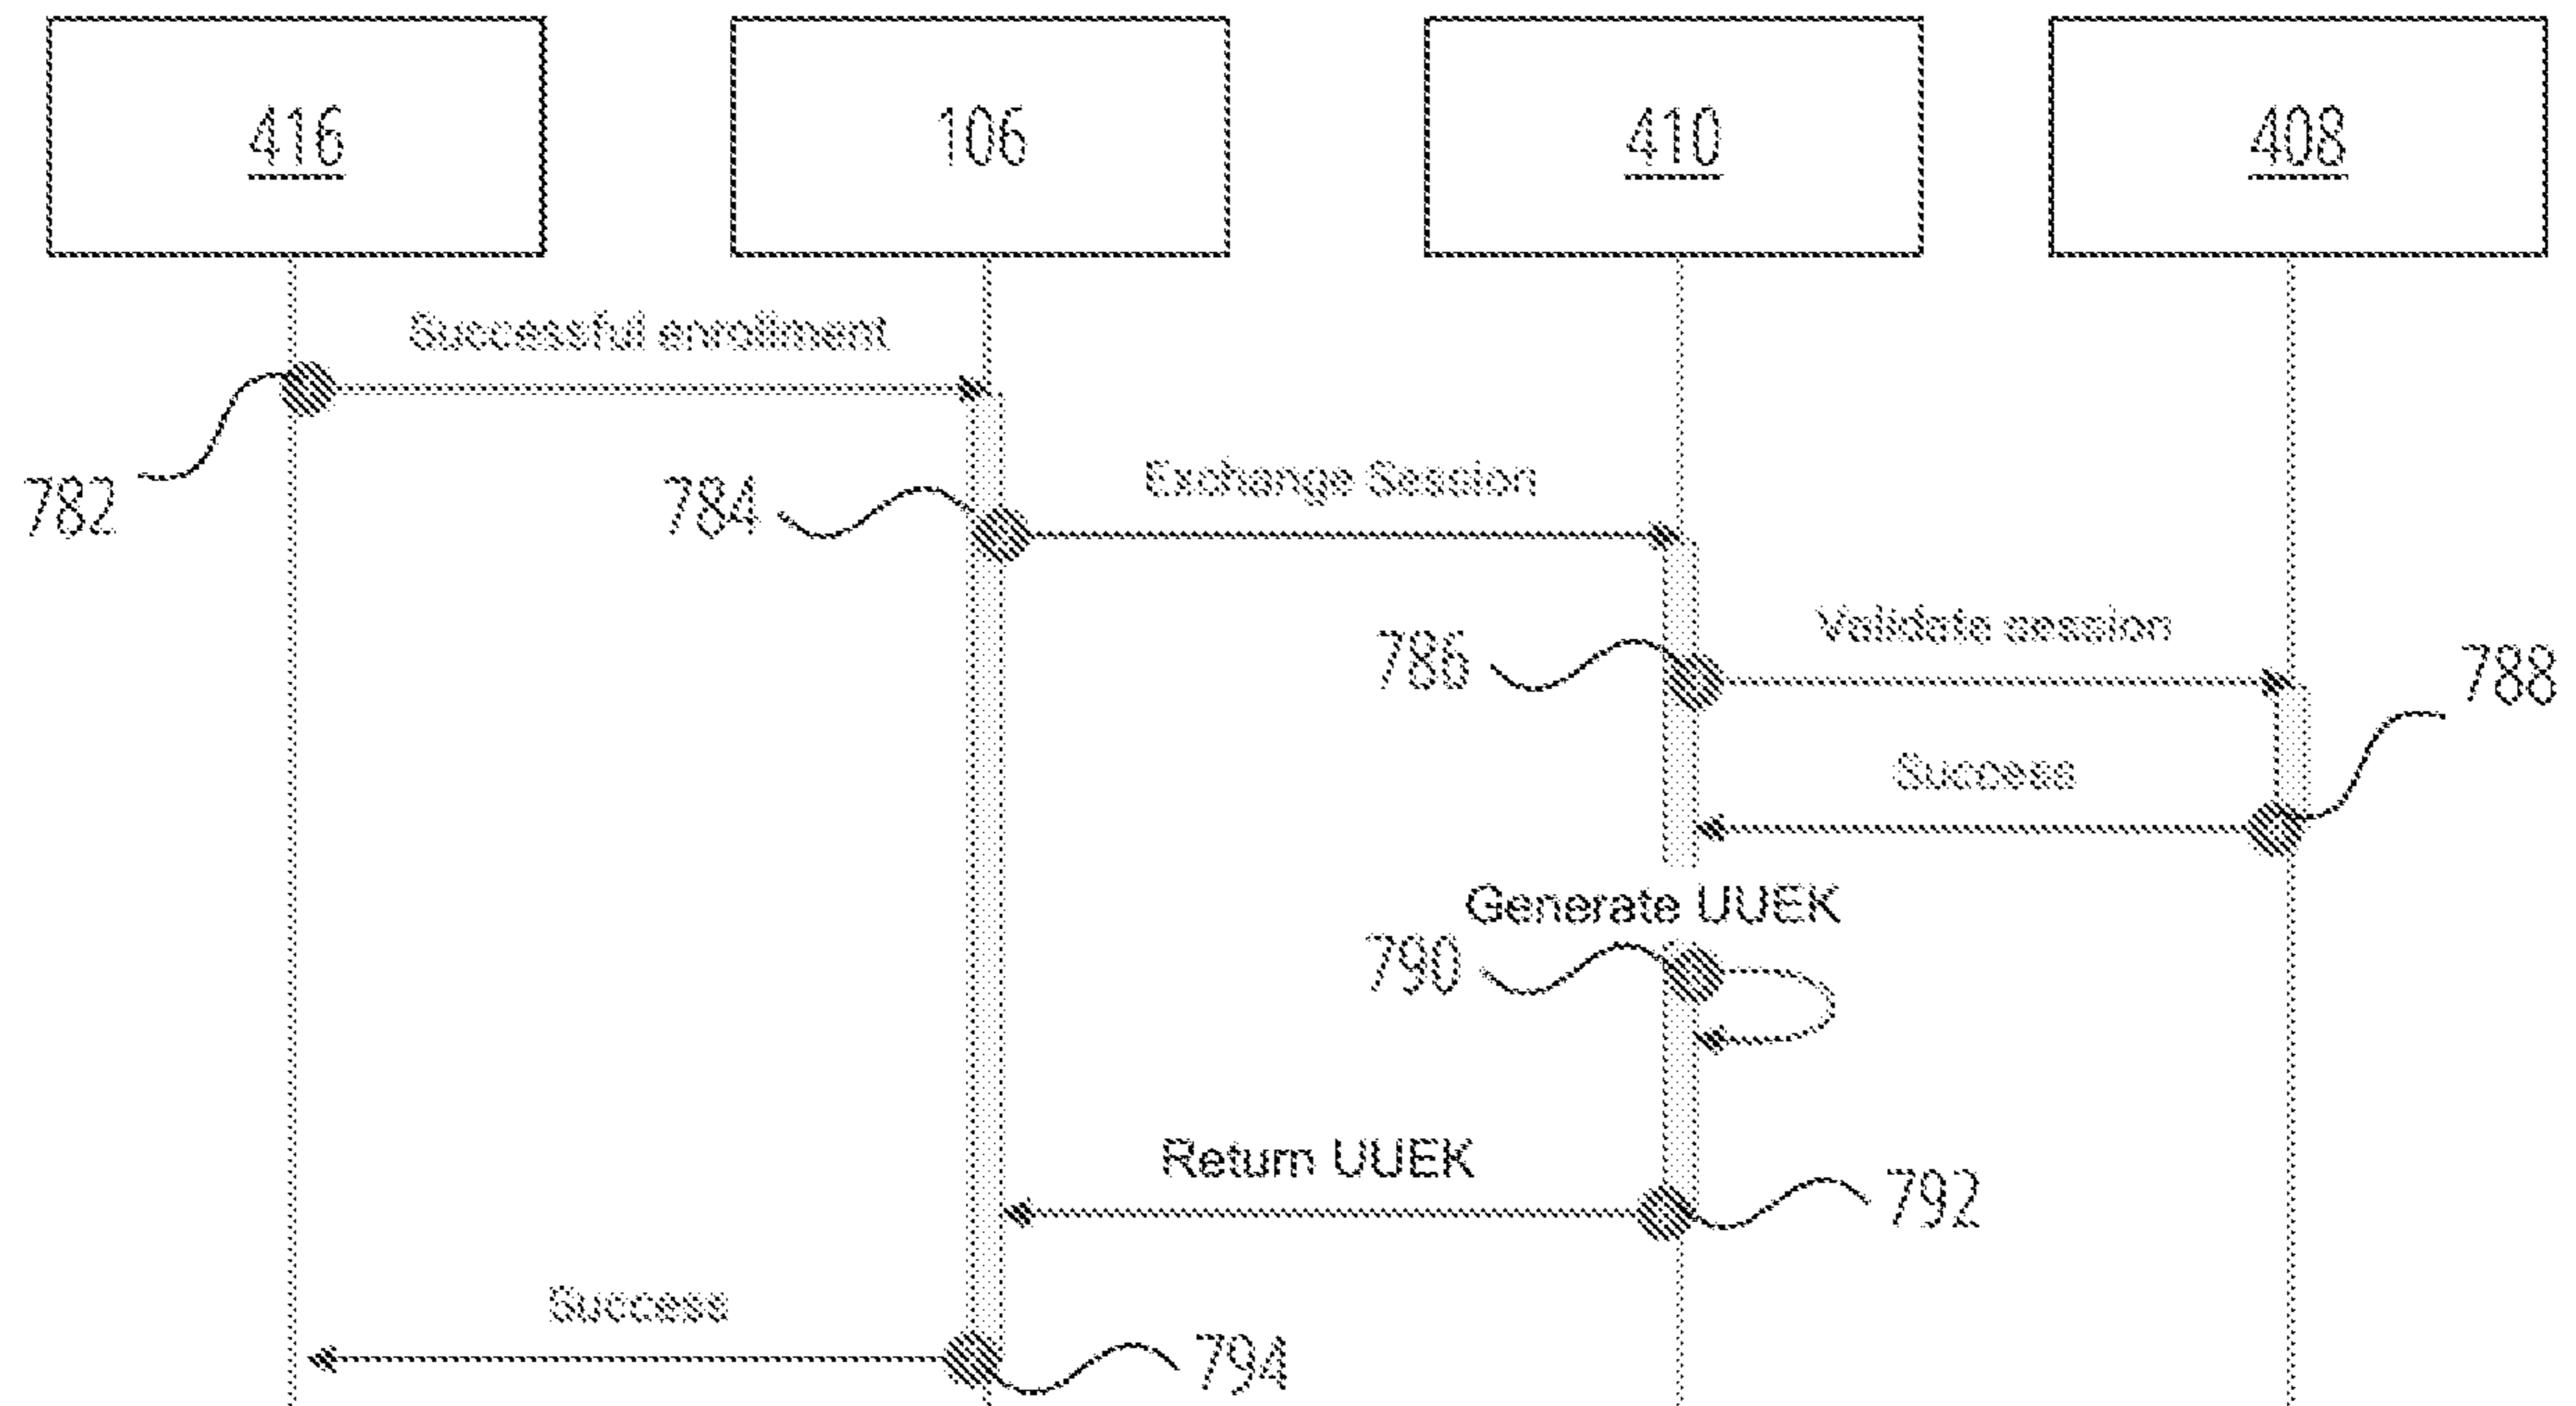 416
106
410
408
Successful enrollment
782
784
Exchange Session
786
Validate session
788
Success
Generate UUEK
790
Return UUEK
792
Success
794